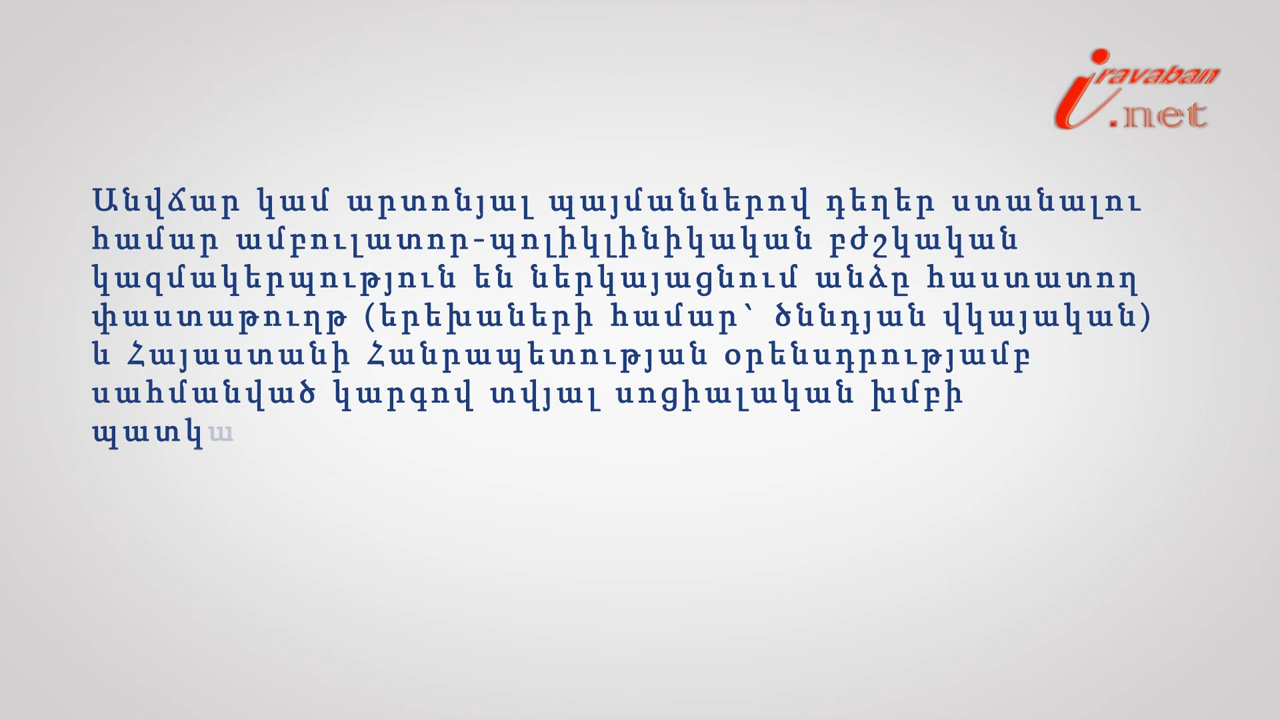 iravaban
.net
Անվճար կամ արտոնյալ պայմաններով դեղեր ստանալու
համար ամբուլատոր-պոլիկլինիկական բժշկական
կազմակերպություն են ներկայացնում անձը հաստատող
փաստաթուղթ (երեխաների համար՝ ծննդյան վկայական)
և Հայաստանի Հանրապետության օրենսդրությամբ
սահմանված կարգով տվյալ սոցիալական խմբի
պատկա